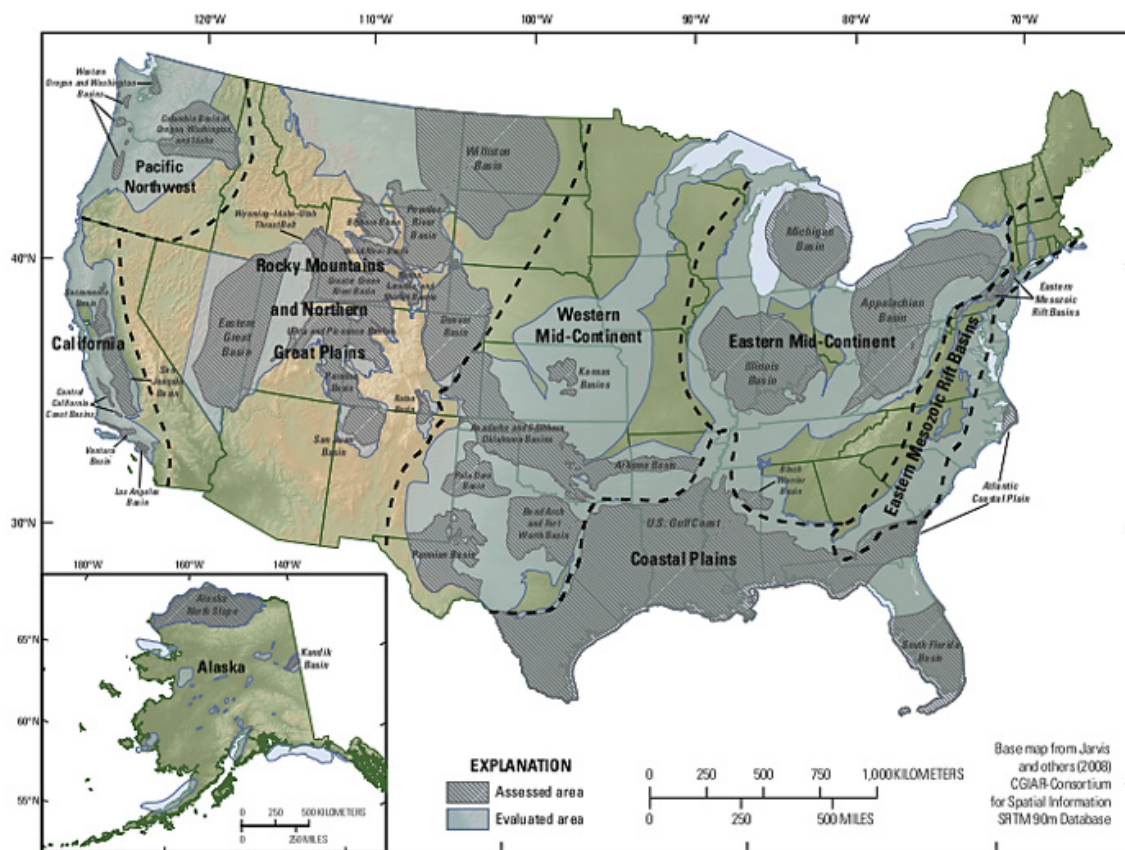 120°W
110°W
100°W
90°W
80°W
70°W
Western
Oregon and Washington
Basins
Columbia Basin of
Oregon, Washington,
and Idaho
Pacific
Northwest
Williston
Basin
Wyoming-Idaho-Utah
Thrust Belt
Bighorn Basin
Powder
River
Basin
Wind River Basin
Michigan
Basin
40°N
Rocky Mountains
Greater Green
River Basin
Eastern
Mesozoic
Rift Basins
Sacramento
Basin
and Northern
Denver
Basin
Western
Mid-Continent
Appalachian
Basin
California
Eastern
Great
Basin
Uinta and Piceance Basins
Great Plains
Eastern Mid-Continent
Illinois
Basin
Kansas
Basins
San
Joaquin
Basin
Paradox
Basin
Raton
Basin
Central
California
Coast Basins
Eastern Mesozoic Rift Basins
San Juan
Basin
Anadarko and Southern
Oklahoma Basins
Ventura
Basin
Los Angeles
Basin
Palo Duro
Basin
Arkoma Basin
Black
Warrior
Basin
Atlantic
Coastal Plain
30°N
Bend Arch
and Fort
Worth Basin
U.S. Gulf Coast
Permian Basin
Coastal Plains
South Florida
Basin
180°W
160°W
140°W
Alaska
North Slope
65°N
Alaska
Kandik
Basin
60°N
55°N
0 250 500 KILOMETERS
0 250 MILES
EXPLANATION
Assessed area
Evaluated area
0 250 500 750 1,000 KILOMETERS
0 250 500 MILES
Base map from Jarvis
and others (2008)
CGIAR-Consortium
for Spatial Information
SRTM 90m Database